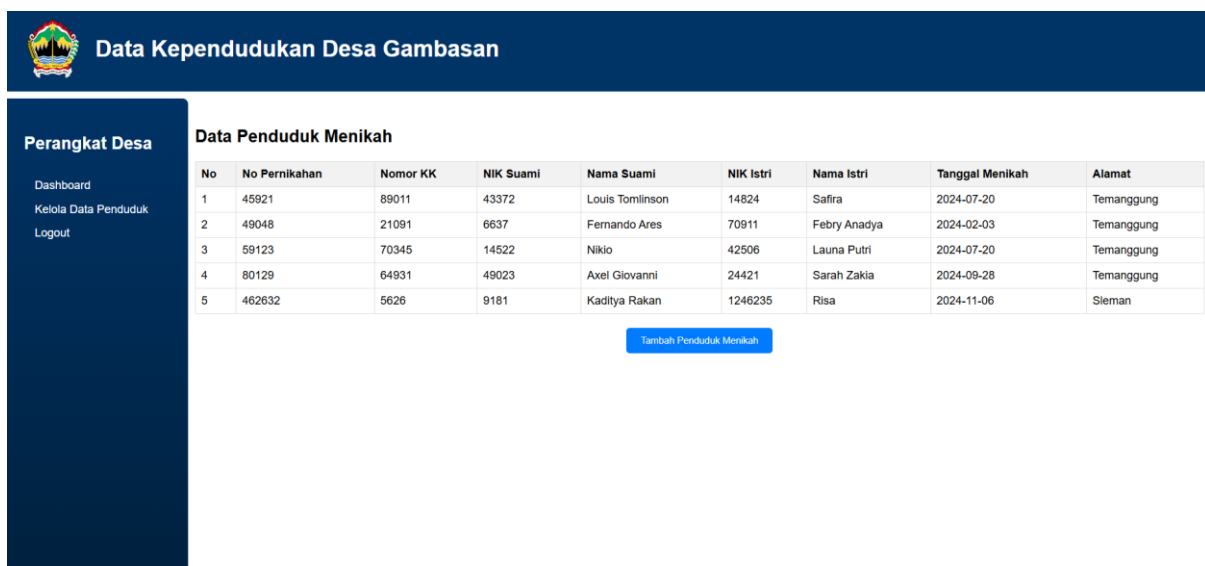 Data Kependudukan Desa Gambasan
Perangkat Desa
Dashboard
Kelola Data Penduduk
Logout
Data Penduduk Menikah
No No Pernikahan Nomor KK NIK Suami Nama Suami NIK Istri Nama Istri Tanggal Menikah Alamat
1 45921 89011 43372 Louis Tomlinson 14824 Safira 2024-07-20 Temanggung
2 49048 21091 6637 Fernando Ares 70911 Febry Anadya 2024-02-03 Temanggung
3 59123 70345 14522 Nikio 42506 Launa Putri 2024-07-20 Temanggung
4 80129 64931 49023 Axel Giovanni 24421 Sarah Zakia 2024-09-28 Temanggung
5 462632 5626 9181 Kaditya Rakan 1246235 Risa 2024-11-06 Sleman
Tambah Penduduk Menikah